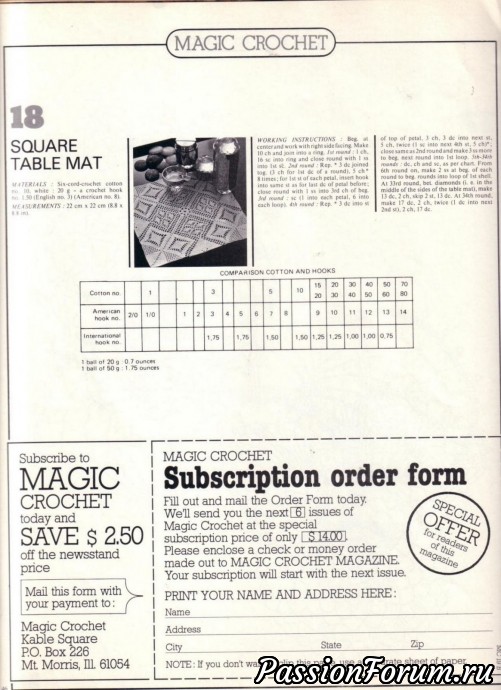 MAGIC CROCHET
18
SQUARE
TABLE MAT
MATERIALS : Six-cord-crochet cotton
no. 10, white : 20 g - a crochet hook
no. 1.50 (English no. 3) (American no. 8).
MEASUREMENTS : 22 cm x 22 cm (8.8 x
8.8 in).
WORKING INSTRUCTIONS : Beg. at
center and work with right side facing. Make
10 ch and join into a ring. 1st round : 1 ch,
16 sc into ring and close round with 1 ss
into 1st st. 2nd round : Rep. * 3 dc joined
tog. (3 ch for 1st dc of a round), 5 ch*
8 times; for 1st st of each petal, insert hook
into same st as for last dc of petal before;
close round with 1 ss into 3rd ch of beg.
3rd round : sc (1 into each petal, 6 into
each loop). 4th round : Rep. * 3 dc into st
of top of petal, 3 ch, 3 dc into next st,
5 ch, twice (1 sc into next 4th st, 5 ch)*;
close same as 2nd round and make 3 ss more
to beg. next round into 1st loop. 5th-34th
rounds : dc, ch and sc, as per chart. From
6th round on, make 2 ss at beg. of each
round to beg. rounds into loop of 1st shell.
At 33rd round, bet. diamonds (i. e. in the
middle of the sides of the table mat), make
13 dc, 2 ch, skip 2 st, 13 dc. At 34th round,
make 17 dc, 2 ch, twice (1 dc into next
2nd st), 2 ch, 17 dc.
COMPARISON COTTON AND HOOKS
Cotton no. 1 3 5 10 15 20 30 40 50 70
20 30 40 50 60 80
American hook no. 2/0 1/0 1 2 3 4 5 6 7 8 9 10 11 12 13 14
International hook no. 1,75 1,75 1,50 1,50 1,25 1,25 1,00 1,00 0,75
1 ball of 20 g : 0.7 ounces
1 ball of 50 g : 1.75 ounces
Subscribe to
MAGIC
CROCHET
today and
SAVE $ 2.50
off the newsstand
price
Mail this form with
your payment to :
Magic Crochet
Kable Square
P.O. Box 226
Mt. Morris, Ill. 61054
MAGIC CROCHET
Subscription order form
Fill out and mail the Order Form today.
We'll send you the next 6 issues of
Magic Crochet at the special
subscription price of only $ 14.00.
Please enclose a check or money order
made out to MAGIC CROCHET MAGAZINE.
Your subscription will start with the next issue.
SPECIAL
OFFER
for readers
of this
magazine
PRINT YOUR NAME AND ADDRESS HERE :
Name
Address
City State Zip
NOTE : If you don't want clip this page use a separate sheet of paper
PassionForum.ru